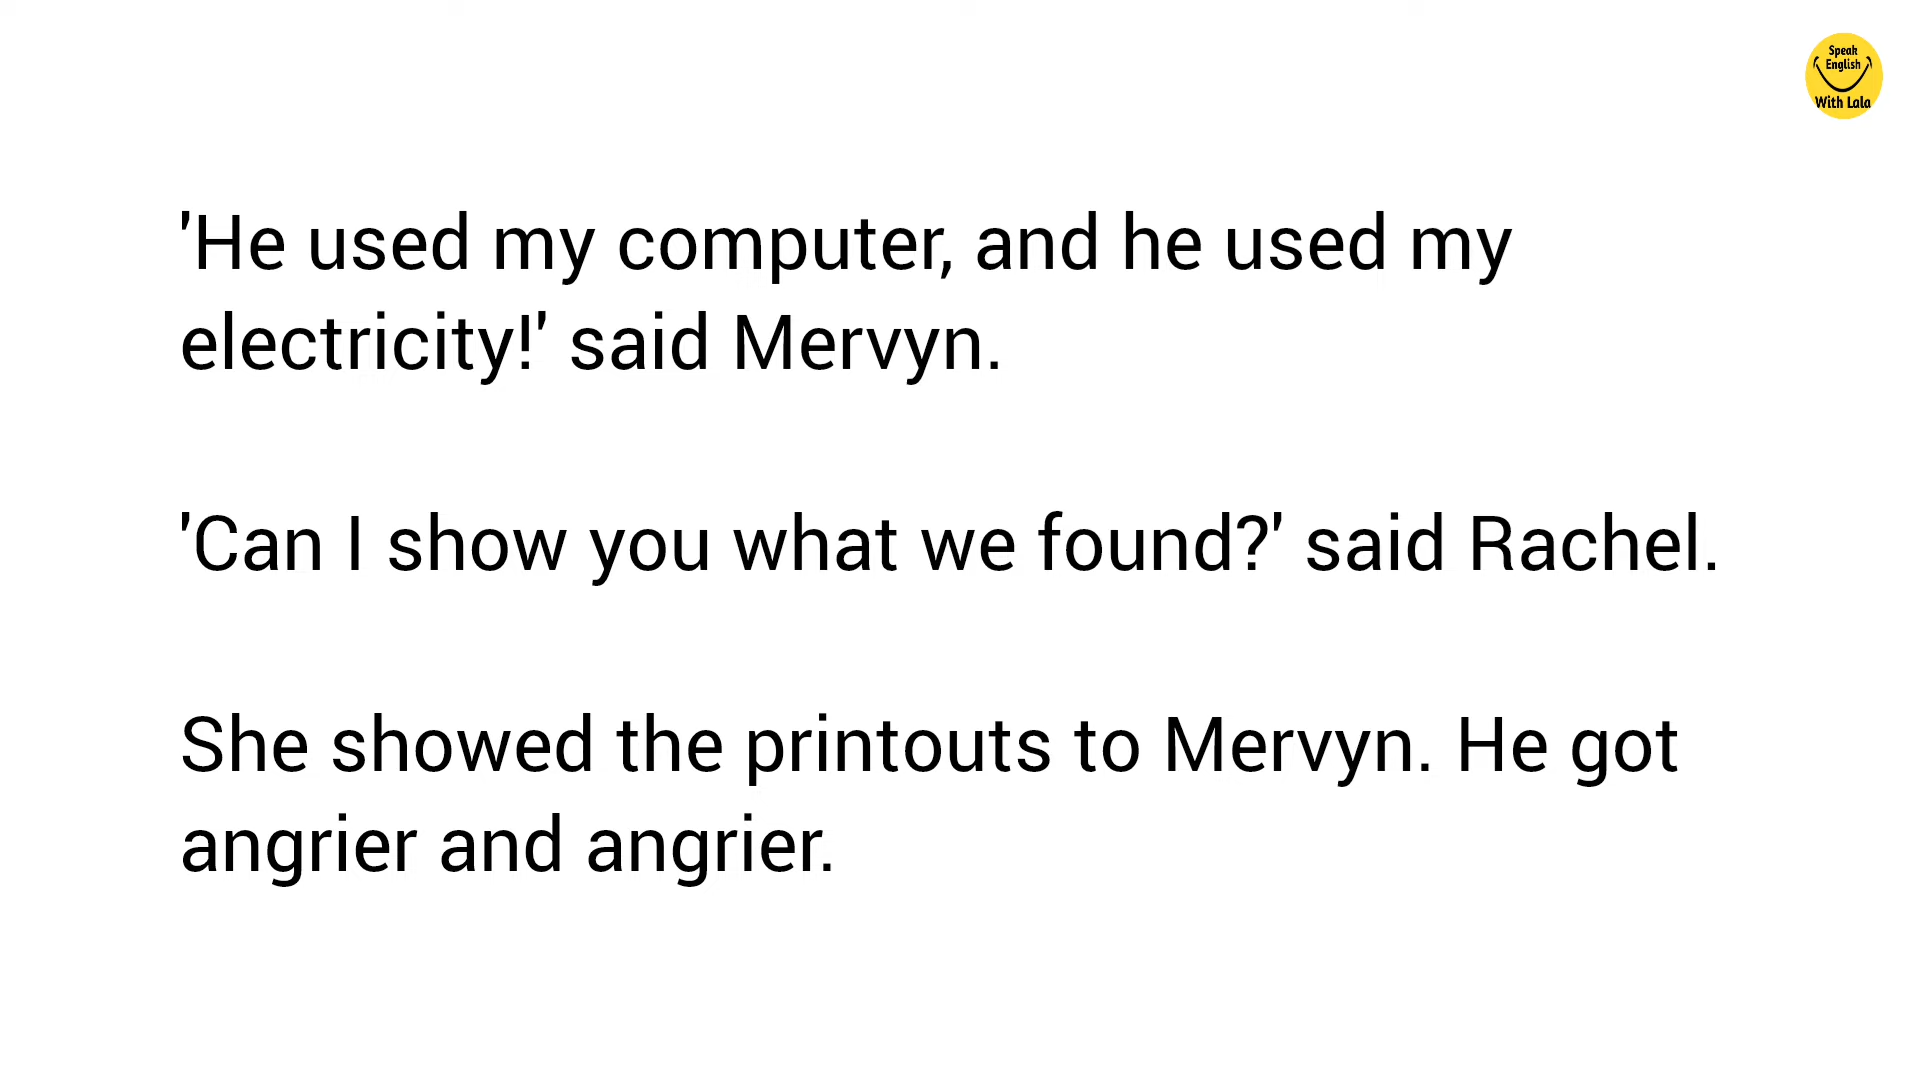 Speak
English
With Lala
'He used my computer, and he used my
electricity!' said Mervyn.
'Can I show you what we found?' said Rachel.
She showed the printouts to Mervyn. He got
angrier and angrier.